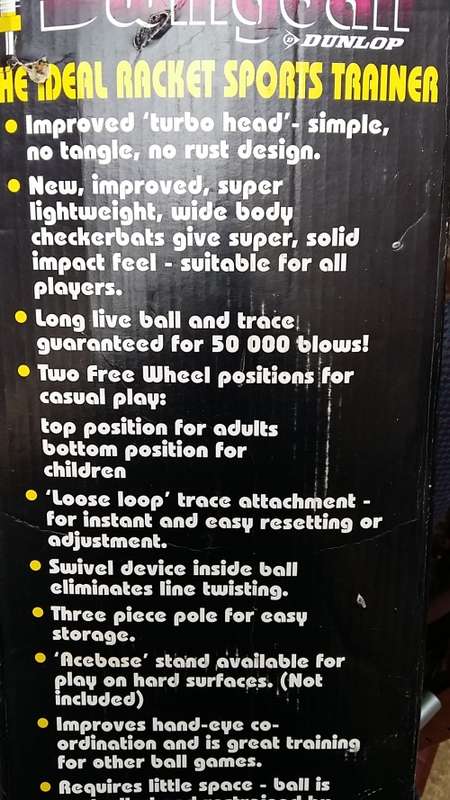 Swingball
DUNLOP
THE IDEAL RACKET SPORTS TRAINER
Improved 'turbo head'- simple,
no tangle, no rust design.
New, improved, super
lightweight, wide body
checkerbats give super, solid
impact feel - suitable for all
players.
Long live ball and trace
guaranteed for 50 000 blows!
Two Free Wheel positions for
casual play:
top position for adults
bottom position for
children
'Loose loop' trace attachment -
for instant and easy resetting or
adjustment.
Swivel device inside ball
eliminates line twisting.
Three piece pole for easy
storage.
'Acebase' stand available for
play on hard surfaces. (Not
included)
Improves hand-eye co-
ordination and is great training
for other ball games.
Requires little space - ball is